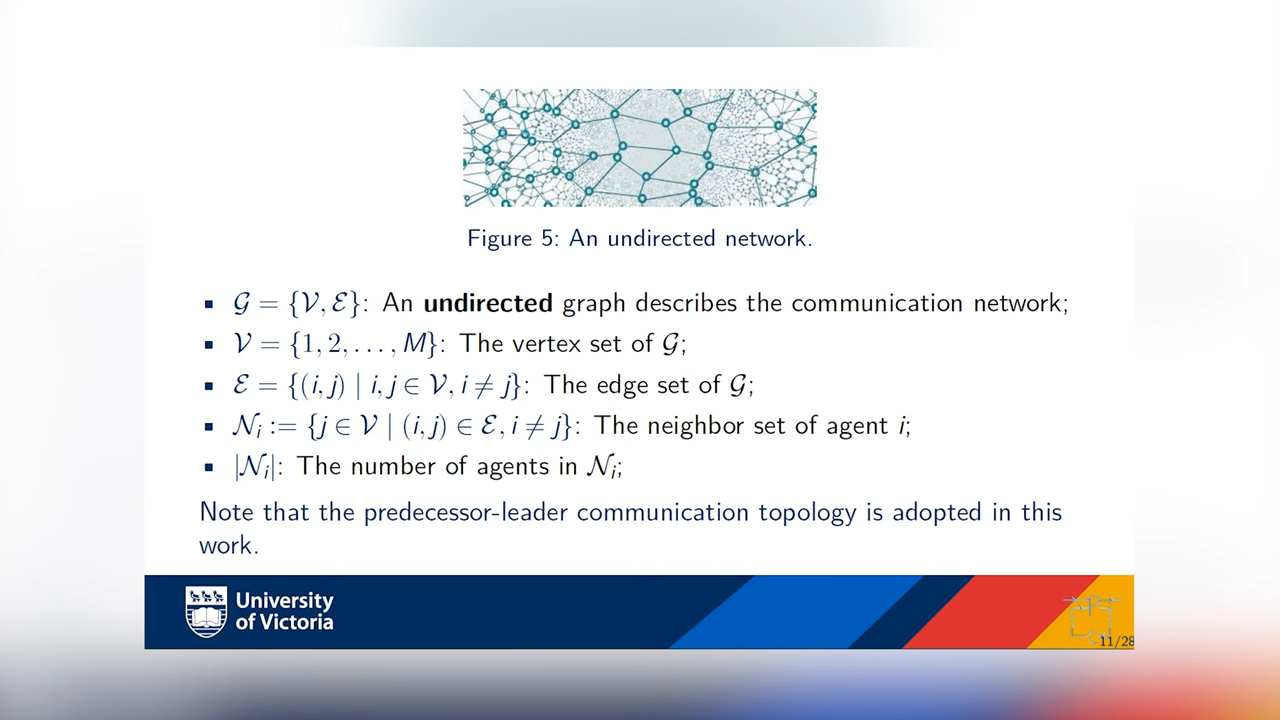 Figure 5: An undirected network.
▪ 𝒢 = {𝒱, ℰ}: An undirected graph describes the communication network;
▪ 𝒱 = {1, 2, . . . , M}: The vertex set of 𝒢;
▪ ℰ = {(i, j) | i, j ∈ 𝒱, i ≠ j}: The edge set of 𝒢;
▪ 𝒩ᵢ := {j ∈ 𝒱 | (i, j) ∈ ℰ, i ≠ j}: The neighbor set of agent i;
▪ |𝒩ᵢ|: The number of agents in 𝒩ᵢ;
Note that the predecessor-leader communication topology is adopted in this
work.
University
of Victoria
11/28